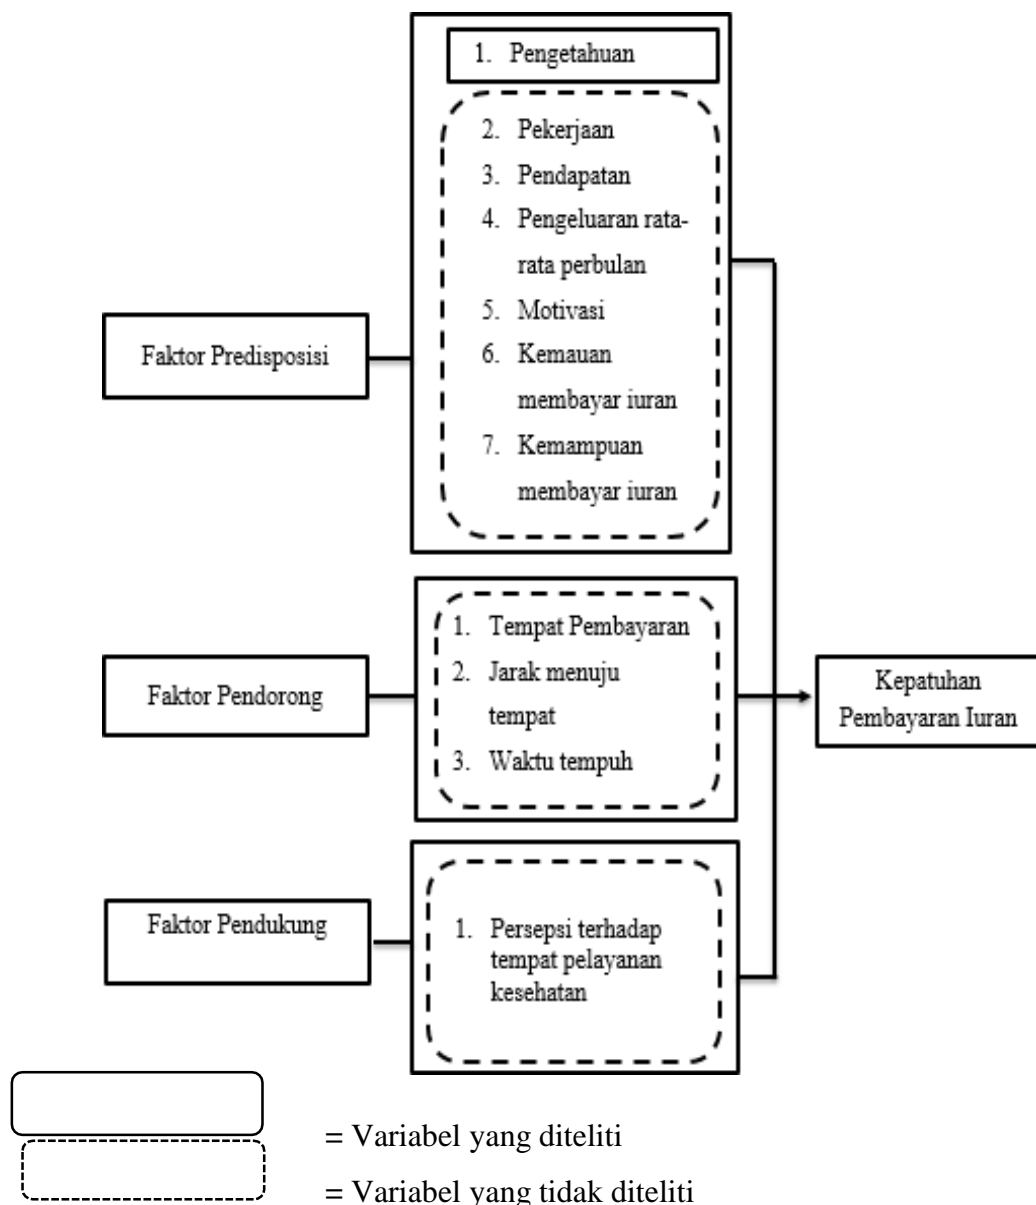 1. Pengetahuan
2. Pekerjaan
3. Pendapatan
4. Pengeluaran rata-
rata perbulan
5. Motivasi
6. Kemauan
membayar iuran
7. Kemampuan
membayar iuran
Faktor Predisposisi
1. Tempat Pembayaran
2. Jarak menuju
tempat
3. Waktu tempuh
Faktor Pendorong
Kepatuhan
Pembayaran Iuran
Faktor Pendukung
1. Persepsi terhadap
tempat pelayanan
kesehatan
= Variabel yang diteliti
= Variabel yang tidak diteliti